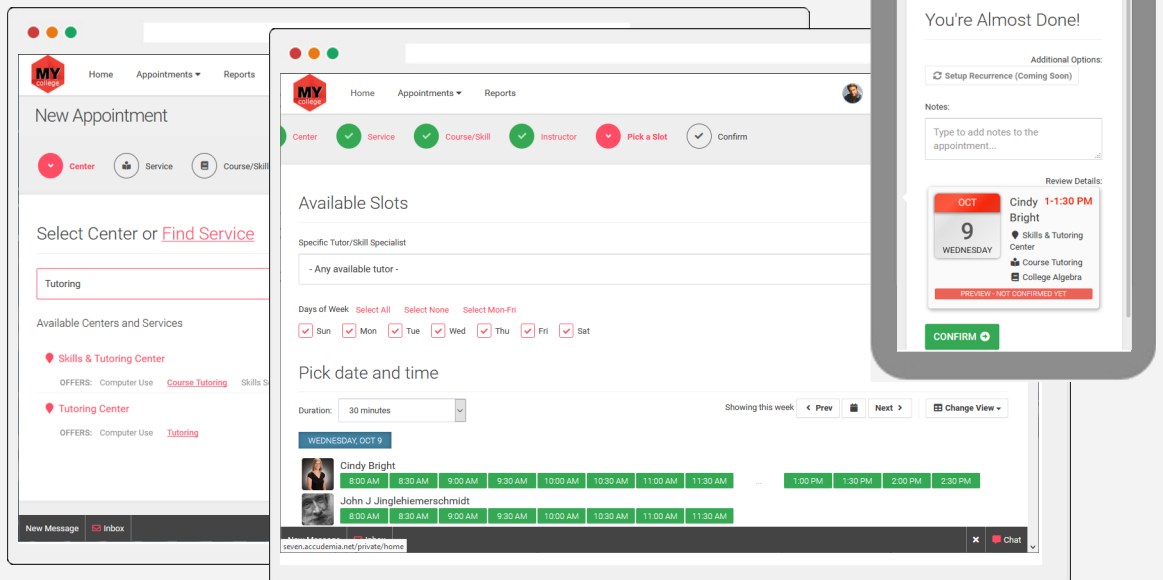 MY
college
Home
Appointments
Reports
New Appointment
Center
Service
Course/Skill
Select Center or Find Service
Tutoring
Available Centers and Services
Skills & Tutoring Center
OFFERS: Computer Use Course Tutoring Skills
Tutoring Center
OFFERS: Computer Use Tutoring
New Message
Inbox
MY
college
Home
Appointments
Reports
Center
Service
Course/Skill
Instructor
Pick a Slot
Confirm
Available Slots
Specific Tutor/Skill Specialist
- Any available tutor -
Days of Week Select All Select None Select Mon-Fri
Sun Mon Tue Wed Thu Fri Sat
Pick date and time
Duration: 30 minutes
Showing this week Prev Next Change View
WEDNESDAY, OCT 9
Cindy Bright
8:00 AM 8:30 AM 9:00 AM 9:30 AM 10:00 AM 10:30 AM 11:00 AM 11:30 AM ... 1:00 PM 1:30 PM 2:00 PM 2:30 PM
John J Jinglehiemerschmidt
8:00 AM 8:30 AM 9:00 AM 9:30 AM 10:00 AM 10:30 AM 11:00 AM 11:30 AM
seven.accudemia.net/private/home
Chat
You're Almost Done!
Additional Options:
Setup Recurrence (Coming Soon)
Notes:
Type to add notes to the
appointment...
Review Details:
OCT
9
WEDNESDAY
Cindy 1-1:30 PM
Bright
Skills & Tutoring
Center
Course Tutoring
College Algebra
PREVIEW - NOT CONFIRMED YET
CONFIRM